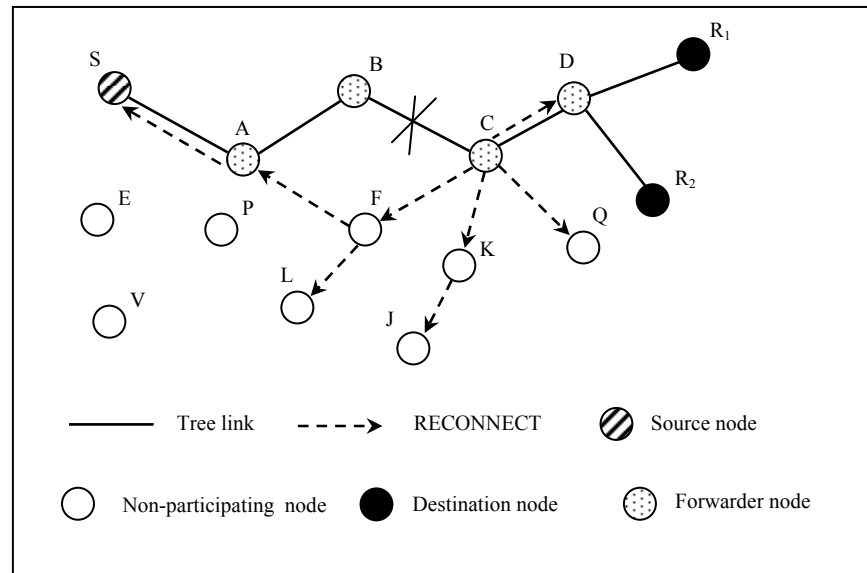 R1
S
B
D
A
C
R2
E
P
F
Q
K
L
V
J
Tree link
RECONNECT
Source node
Non-participating node
Destination node
Forwarder node